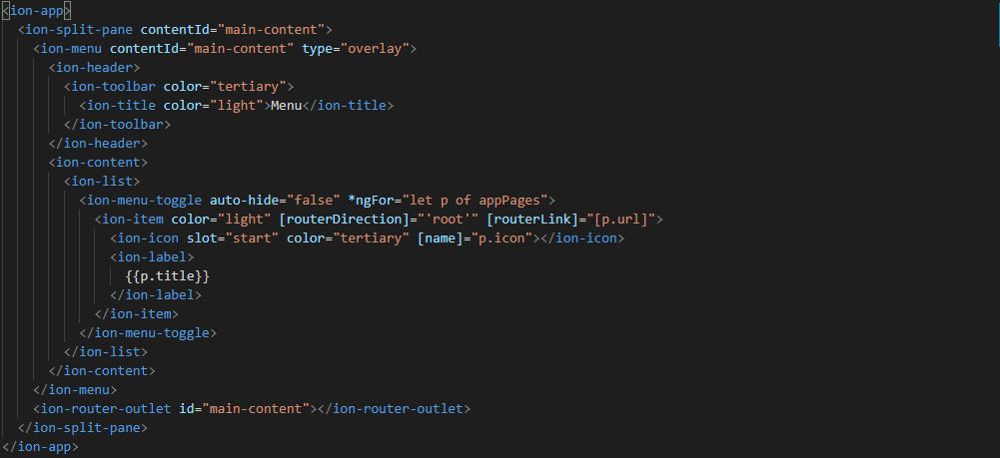 <ion-app>
<ion-split-pane contentId="main-content">
<ion-menu contentId="main-content" type="overlay">
<ion-header>
<ion-toolbar color="tertiary">
<ion-title color="light">Menu</ion-title>
</ion-toolbar>
</ion-header>
<ion-content>
<ion-list>
<ion-menu-toggle auto-hide="false" *ngFor="let p of appPages">
<ion-item color="light" [routerDirection]="'root'" [routerLink]="[p.url]">
<ion-icon slot="start" color="tertiary" [name]="p.icon"></ion-icon>
<ion-label>
{{p.title}}
</ion-label>
</ion-item>
</ion-menu-toggle>
</ion-list>
</ion-content>
</ion-menu>
<ion-router-outlet id="main-content"></ion-router-outlet>
</ion-split-pane>
</ion-app>